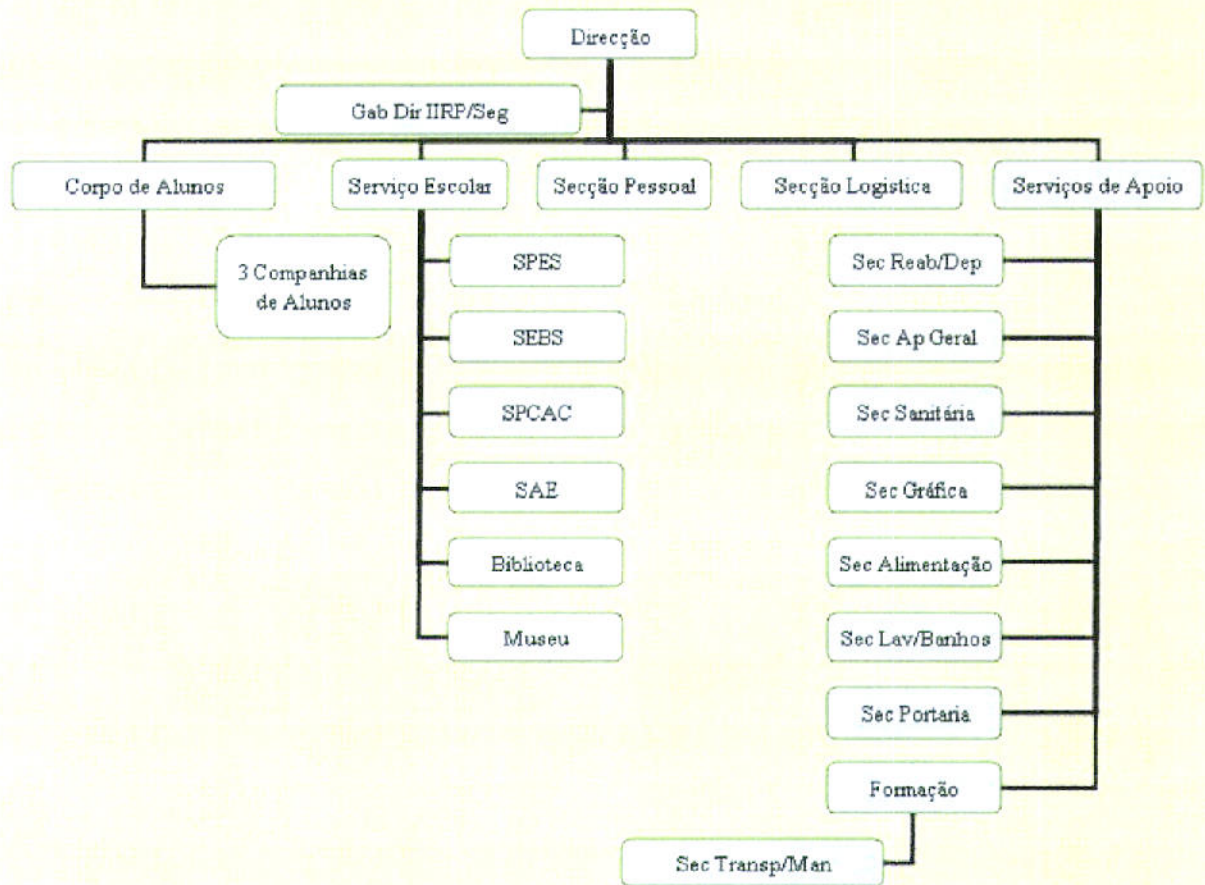 Direcção
Gab Dir IIRP/Seg
Corpo de Alunos
Serviço Escolar
Secção Pessoal
Secção Logistica
Serviços de Apoio
3 Companhias
de Alunos
SPES
SEBS
SPCAC
SAE
Biblioteca
Museu
Sec Reab/Dep
Sec Ap Geral
Sec Sanitária
Sec Gráfica
Sec Alimentação
Sec Lav/Banhos
Sec Portaria
Formação
Sec Transp/Man